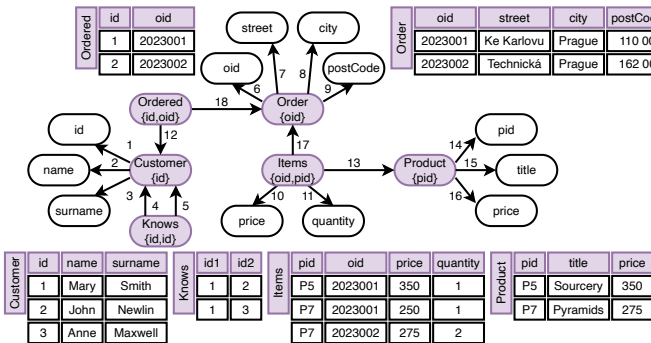 Ordered
id oid
1 2023001
2 2023002
street
city
oid
postCode
6 7 8 9
Order
oid street city postCo
2023001 Ke Karlovu Prague 110 00
2023002 Technická Prague 162 00
Ordered
{id,oid}
18
Order
{oid}
12
17
id
name
surname
1
2
3
Customer
{id}
4 5
Knows
{id,id}
Items
{oid,pid}
13
10 11
price
quantity
Product
{pid}
14
15
16
pid
title
price
Customer
id name surname
1 Mary Smith
2 John Newlin
3 Anne Maxwell
Knows
id1 id2
1 2
1 3
Items
pid oid price quantity
P5 2023001 350 1
P7 2023001 250 1
P7 2023002 275 2
Product
pid title price
P5 Sourcery 350
P7 Pyramids 275